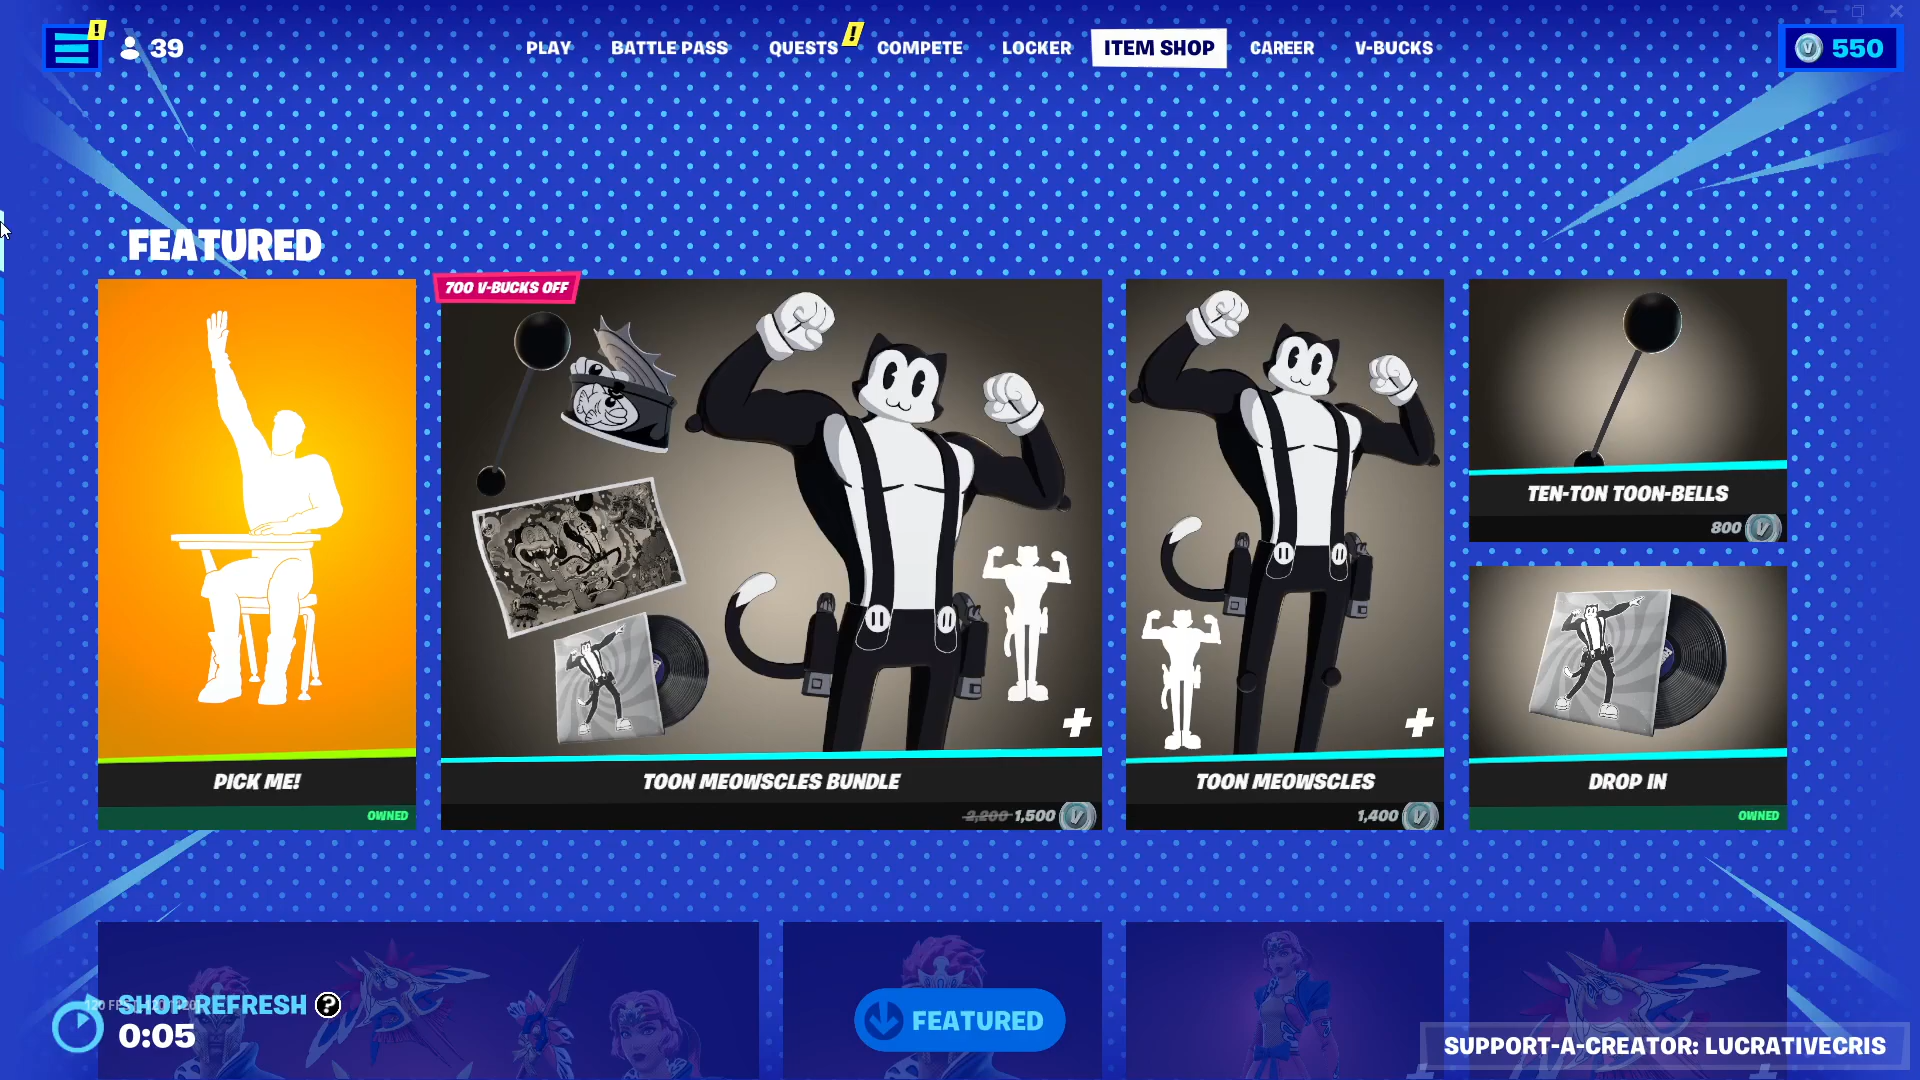 39
PLAY
BATTLE PASS
QUESTS
COMPETE
LOCKER
ITEM SHOP
CAREER
V-BUCKS
550
FEATURED
700 V-BUCKS OFF
PICK ME!
OWNED
TOON MEOWSCLES BUNDLE
2,200 1,500
TOON MEOWSCLES
1,400
TEN-TON TOON-BELLS
800
DROP IN
OWNED
SHOP REFRESH ?
0:05
FEATURED
SUPPORT-A-CREATOR: LUCRATIVECRIS